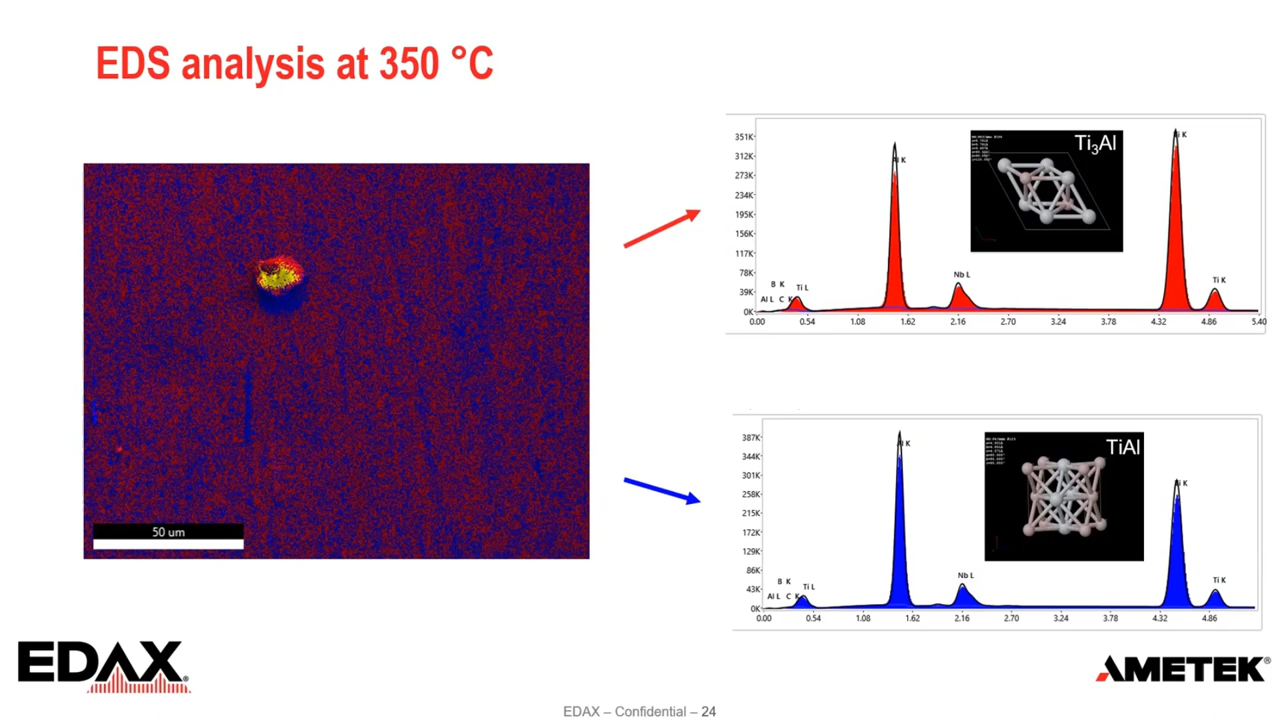 EDS analysis at 350 °C
50 um
351K
312K
273K
234K
195K
156K
117K
78K
39K
0K
B K
Ti L
Al L
C K
K
Nb L
Ti K
Ti3Al
0.00
0.54
1.08
1.62
2.16
2.70
3.24
3.78
4.32
4.86
5.40
387K
344K
301K
258K
215K
172K
129K
86K
43K
0K
B K
Ti L
Al L
C K
K
Nb L
Ti K
TiAl
0.00
0.54
1.08
1.62
2.16
2.70
3.24
3.78
4.32
4.86
EDAX®
AMETEK®
EDAX – Confidential – 24